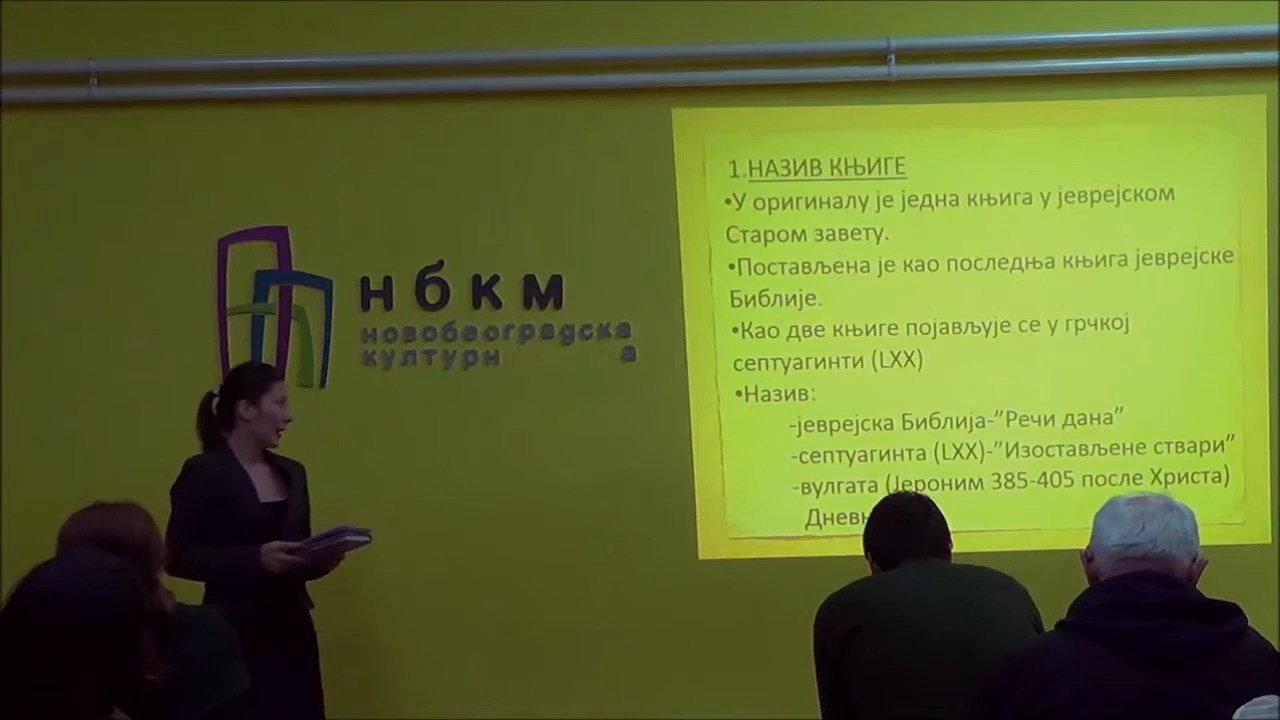 нбкм
новобеоградска
културн а
1.НАЗИВ КЊИГЕ
•У оригиналу је једна књига у јеврејском
Старом завету.
•Постављена је као последња књига јеврејске
Библије.
•Као две књиге појављује се у грчкој
септуагинти (LXX)
•Назив:
-јеврејска Библија-”Речи дана”
-септуагинта (LXX)-”Изостављене ствари”
-вулгата (Јероним 385-405 после Христа)